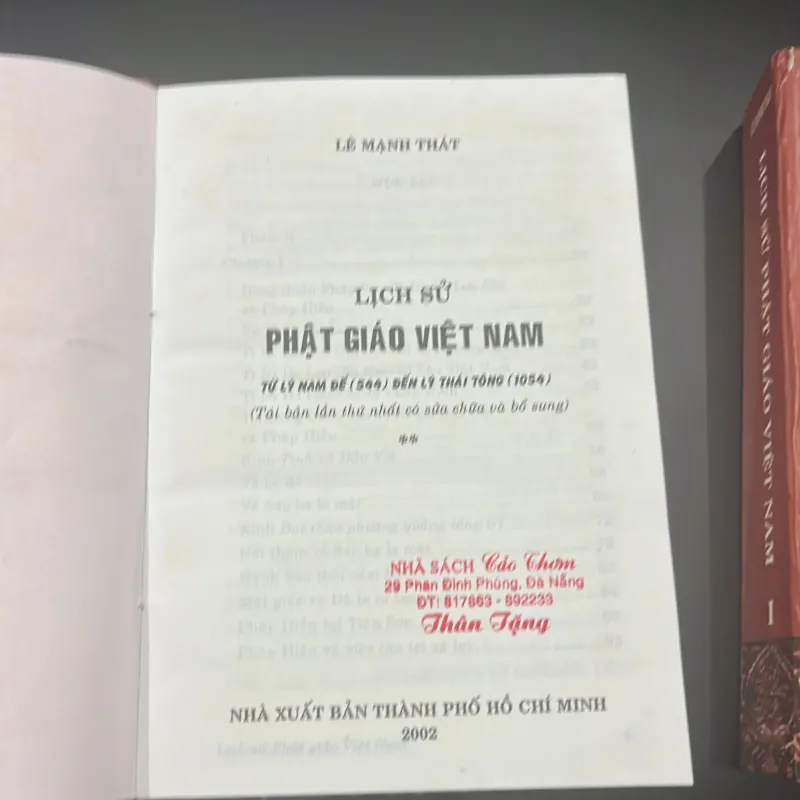 LÊ MẠNH THÁT
LỊCH SỬ
PHẬT GIÁO VIỆT NAM
TỪ LÝ NAM ĐẾ (544) ĐẾN LÝ THÁI TÔNG (1054)
(Tái bản lần thứ nhất có sửa chữa và bổ sung)
**
NHÀ SÁCH Cảo Thơm
29 Phan Đình Phùng, Đà Nẵng
ĐT: 817863 - 892233
Thân Tặng
NHÀ XUẤT BẢN THÀNH PHỐ HỒ CHÍ MINH
2002
LỊCH SỬ PHẬT GIÁO VIỆT NAM
1